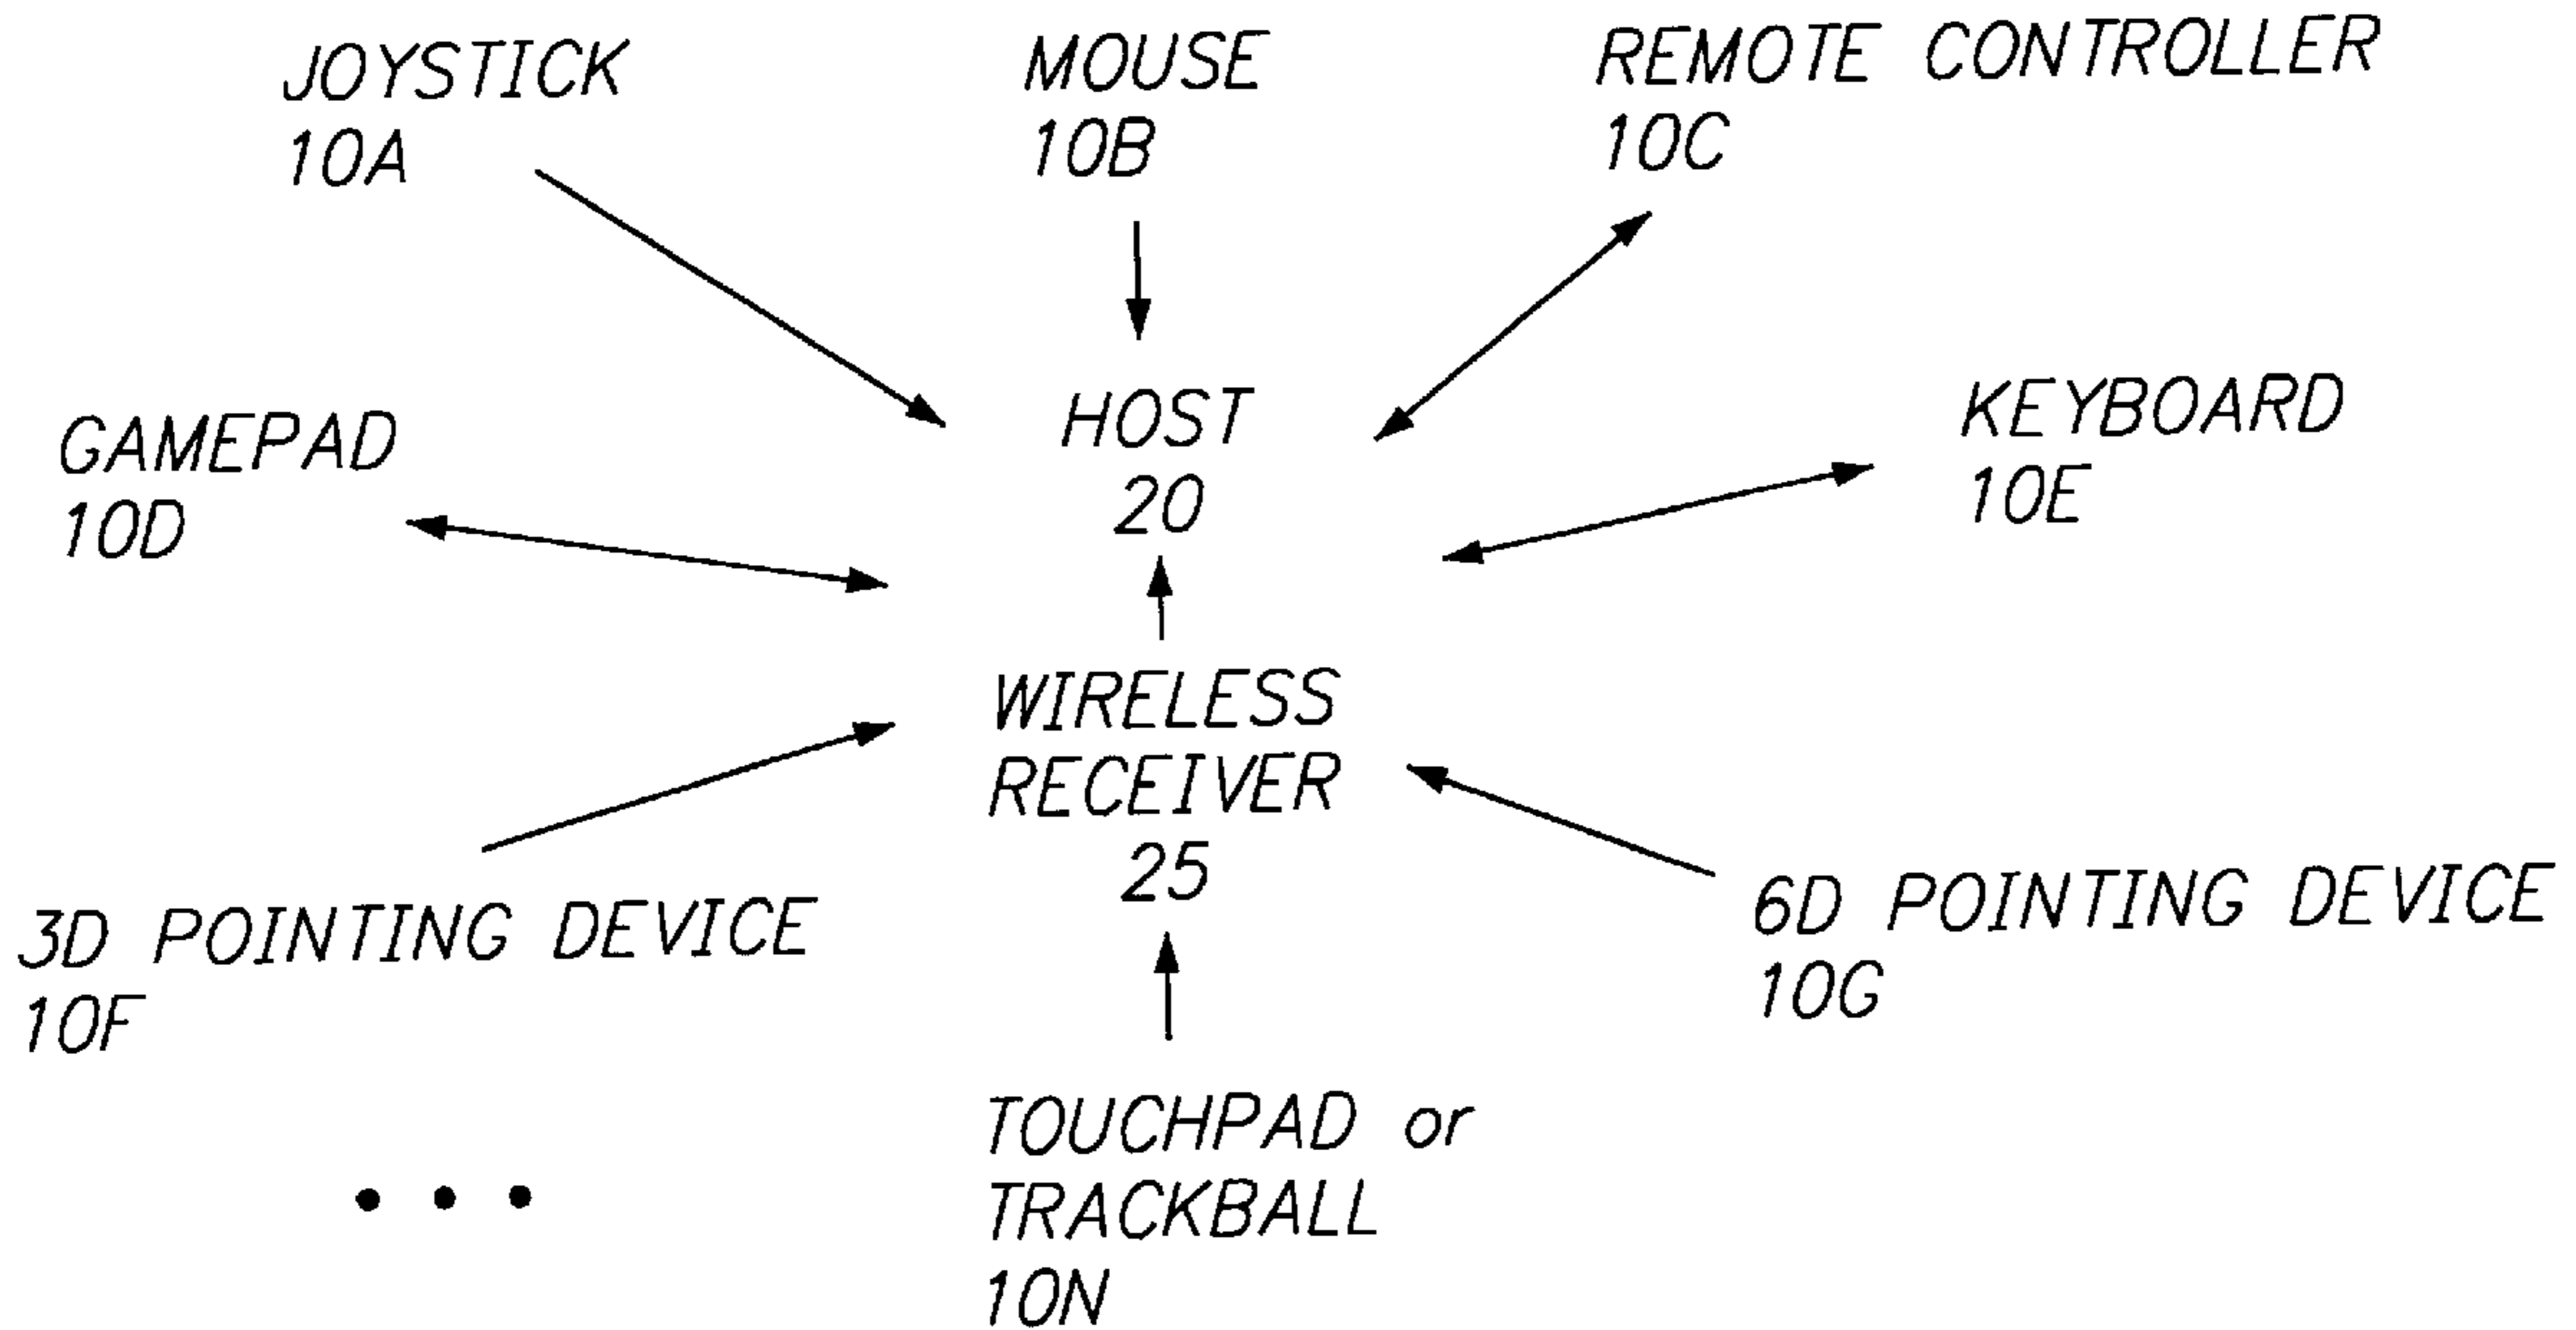 JOYSTICK
10A
MOUSE
10B
REMOTE CONTROLLER
10C
GAMEPAD
10D
HOST
20
KEYBOARD
10E
WIRELESS
RECEIVER
25
3D POINTING DEVICE
10F
6D POINTING DEVICE
10G
TOUCHPAD or
TRACKBALL
10N